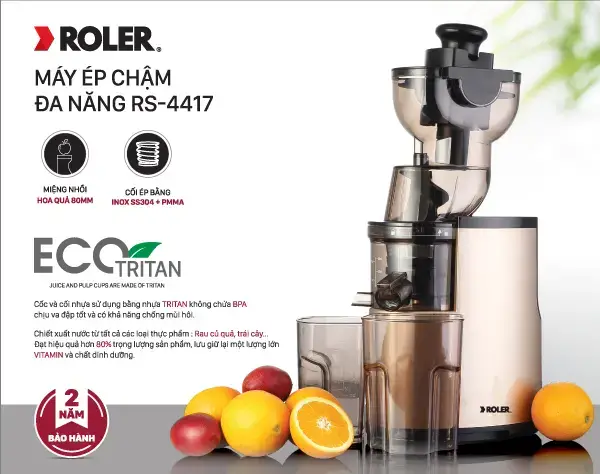 ROLER®
MÁY ÉP CHẬM
ĐA NĂNG RS-4417
MIỆNG NHỒI
HOA QUẢ 80MM
CỐI ÉP BẰNG
INOX SS304 + PMMA
ECO TRITAN
JUICE AND PULP CUPS ARE MADE OF TRITAN
Cốc và cối nhựa sử dụng bằng nhựa TRITAN không chứa BPA
chịu va đập tốt và có khả năng chống mùi hôi.
Chiết xuất nước từ tất cả các loại thực phẩm : Rau củ quả, trái cây...
Đạt hiệu quả hơn 80% trọng lượng sản phẩm, lưu giữ lại một lượng lớn
VITAMIN và chất dinh dưỡng.
2
NĂM
BẢO HÀNH
ROLER